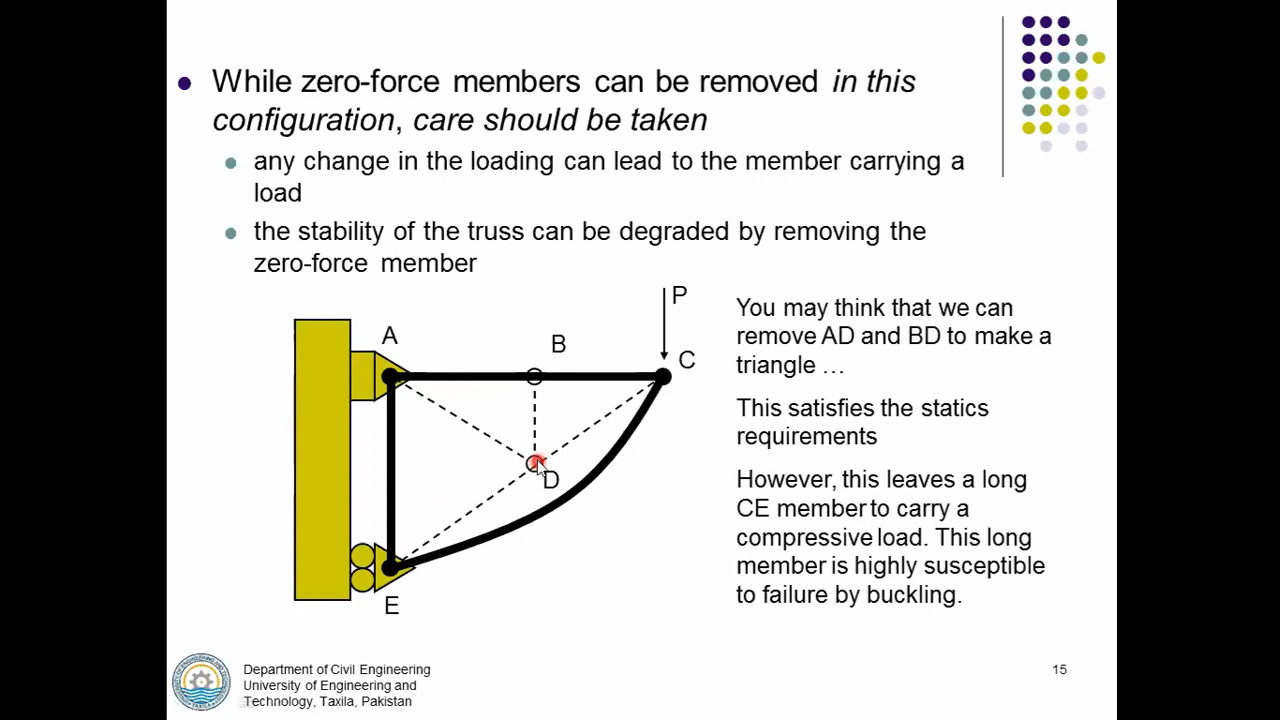 While zero-force members can be removed in this
configuration, care should be taken
any change in the loading can lead to the member carrying a
load
the stability of the truss can be degraded by removing the
zero-force member
P
A
B
C
D
E
You may think that we can
remove AD and BD to make a
triangle …
This satisfies the statics
requirements
However, this leaves a long
CE member to carry a
compressive load. This long
member is highly susceptible
to failure by buckling.
Department of Civil Engineering
University of Engineering and
Technology, Taxila, Pakistan
15